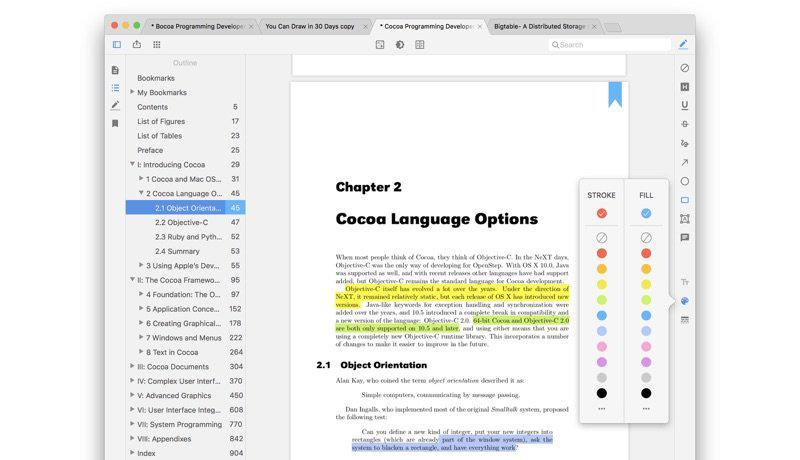 * Bocoa Programming Develope
You Can Draw in 30 Days copy
* Cocoa Programming Develope
Bigtable- A Distributed Storage
Search
Outline
Bookmarks
My Bookmarks
Contents 5
List of Figures 17
List of Tables 23
Preface 25
I: Introducing Cocoa 29
1 Cocoa and Mac OS... 31
2 Cocoa Language O... 45
2.1 Object Orienta... 45
2.2 Objective-C 47
2.3 Ruby and Pyth... 52
2.4 Summary 53
3 Using Apple's Dev... 55
II: The Cocoa Framewo... 95
4 Foundation: The O... 97
5 Application Conce... 152
6 Creating Graphical... 178
7 Windows and Menus 222
8 Text in Cocoa 264
III: Cocoa Documents 304
IV: Complex User Interf... 370
V: Advanced Graphics 450
VI: User Interface Integ... 608
VII: System Programming 770
VIII: Appendixes 842
Index 904
Chapter 2
Cocoa Language Options
When most people think of Cocoa, they think of Objective-C. In the NeXT days,
Objective-C was the only way of developing for OpenStep. With OS X 10.0, Java
was supported as well, and with recent releases other languages have had support
added, but Objective-C remains the standard language for Cocoa development.
Objective-C itself has evolved a lot over the years. Under the direction of
NeXT, it remained relatively static, but each release of OS X has introduced new
versions. Java-like keywords for exception handling and synchronization were
added over the years, and 10.5 introduced a complete break in compatibility and
a new version of the language: Objective-C 2.0. 64-bit Cocoa and Objective-C 2.0
are both only supported on 10.5 and later, and using either means that you are
using a completely new Objective-C runtime library. This incorporates a number
of changes to make it easier to improve in the future.
2.1 Object Orientation
Alan Kay, who coined the term object orientation described it as:
Simple computers, communicating by message passing.
Dan Ingalls, who implemented most of the original Smalltalk system, proposed
the following test:
Can you define a new kind of integer, put your new integers into
rectangles (which are already part of the window system), ask the
system to blacken a rectangle, and have everything work?
STROKE
FILL
H
U
S
T
TT